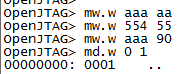 OpenJTAG>
OpenJTAG> mw.w aaa aa
OpenJTAG> mw.w 554 55
OpenJTAG> mw.w aaa 90
OpenJTAG> md.w 0 1
00000000: 0001    ..